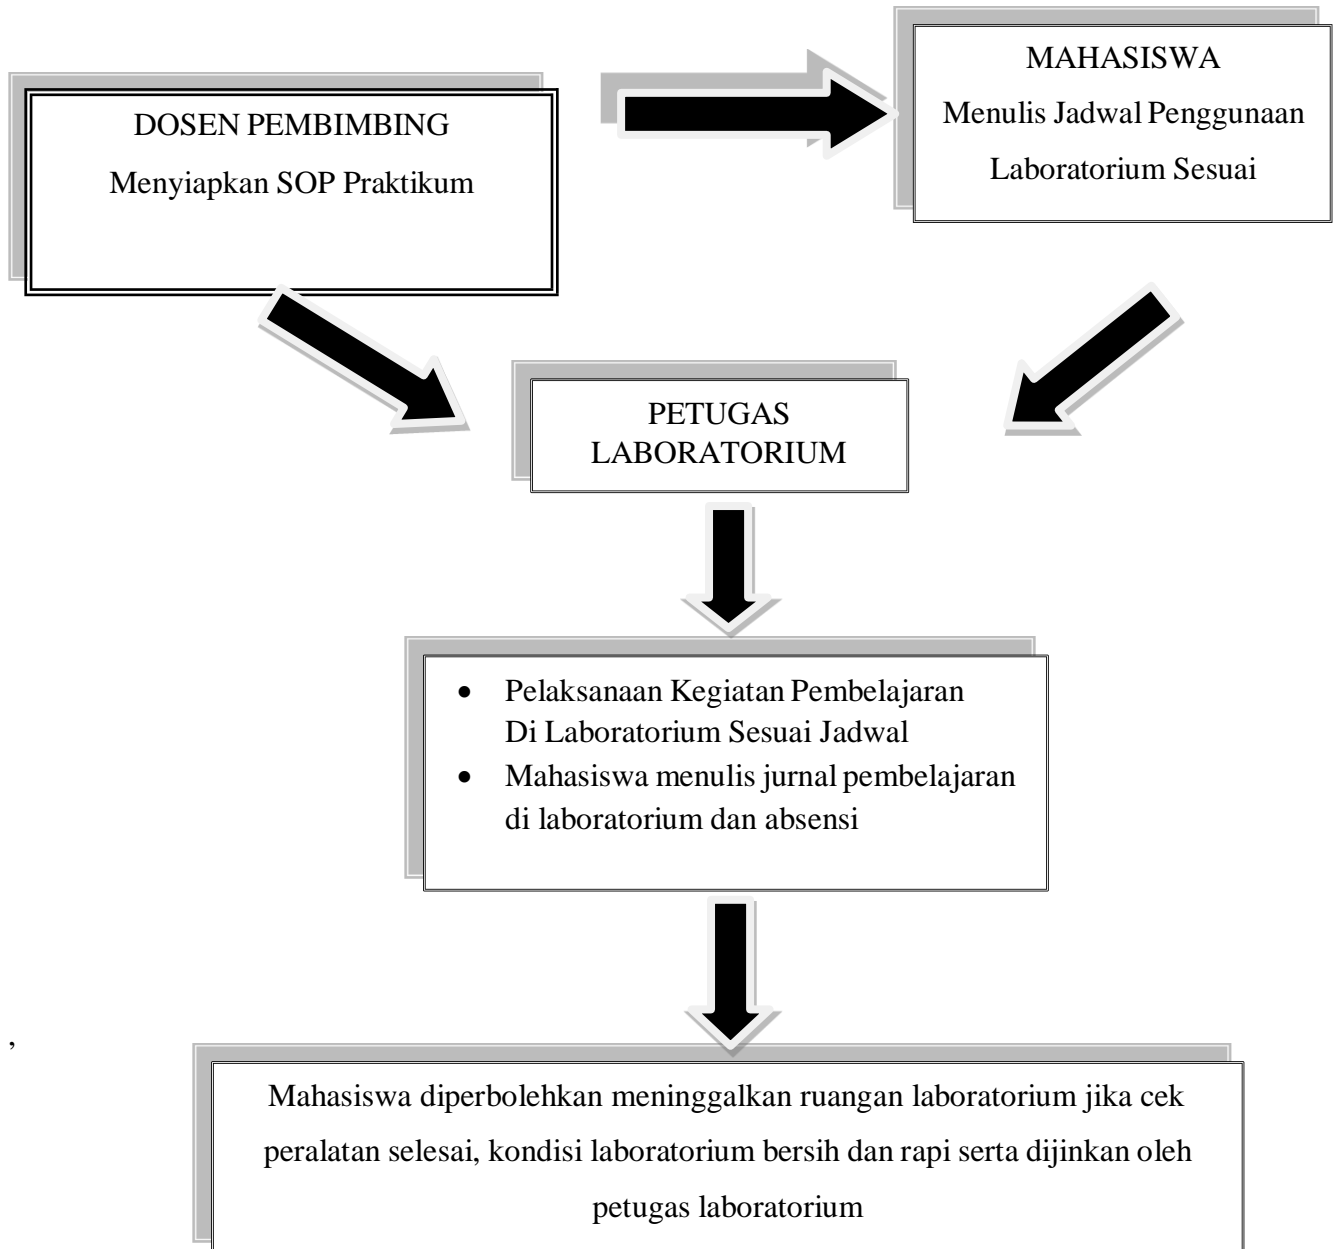 DOSEN PEMBIMBING
Menyiapkan SOP Praktikum
MAHASISWA
Menulis Jadwal Penggunaan
Laboratorium Sesuai
PETUGAS
LABORATORIUM
• Pelaksanaan Kegiatan Pembelajaran
Di Laboratorium Sesuai Jadwal
• Mahasiswa menulis jurnal pembelajaran
di laboratorium dan absensi
,
Mahasiswa diperbolehkan meninggalkan ruangan laboratorium jika cek
peralatan selesai, kondisi laboratorium bersih dan rapi serta dijinkan oleh
petugas laboratorium